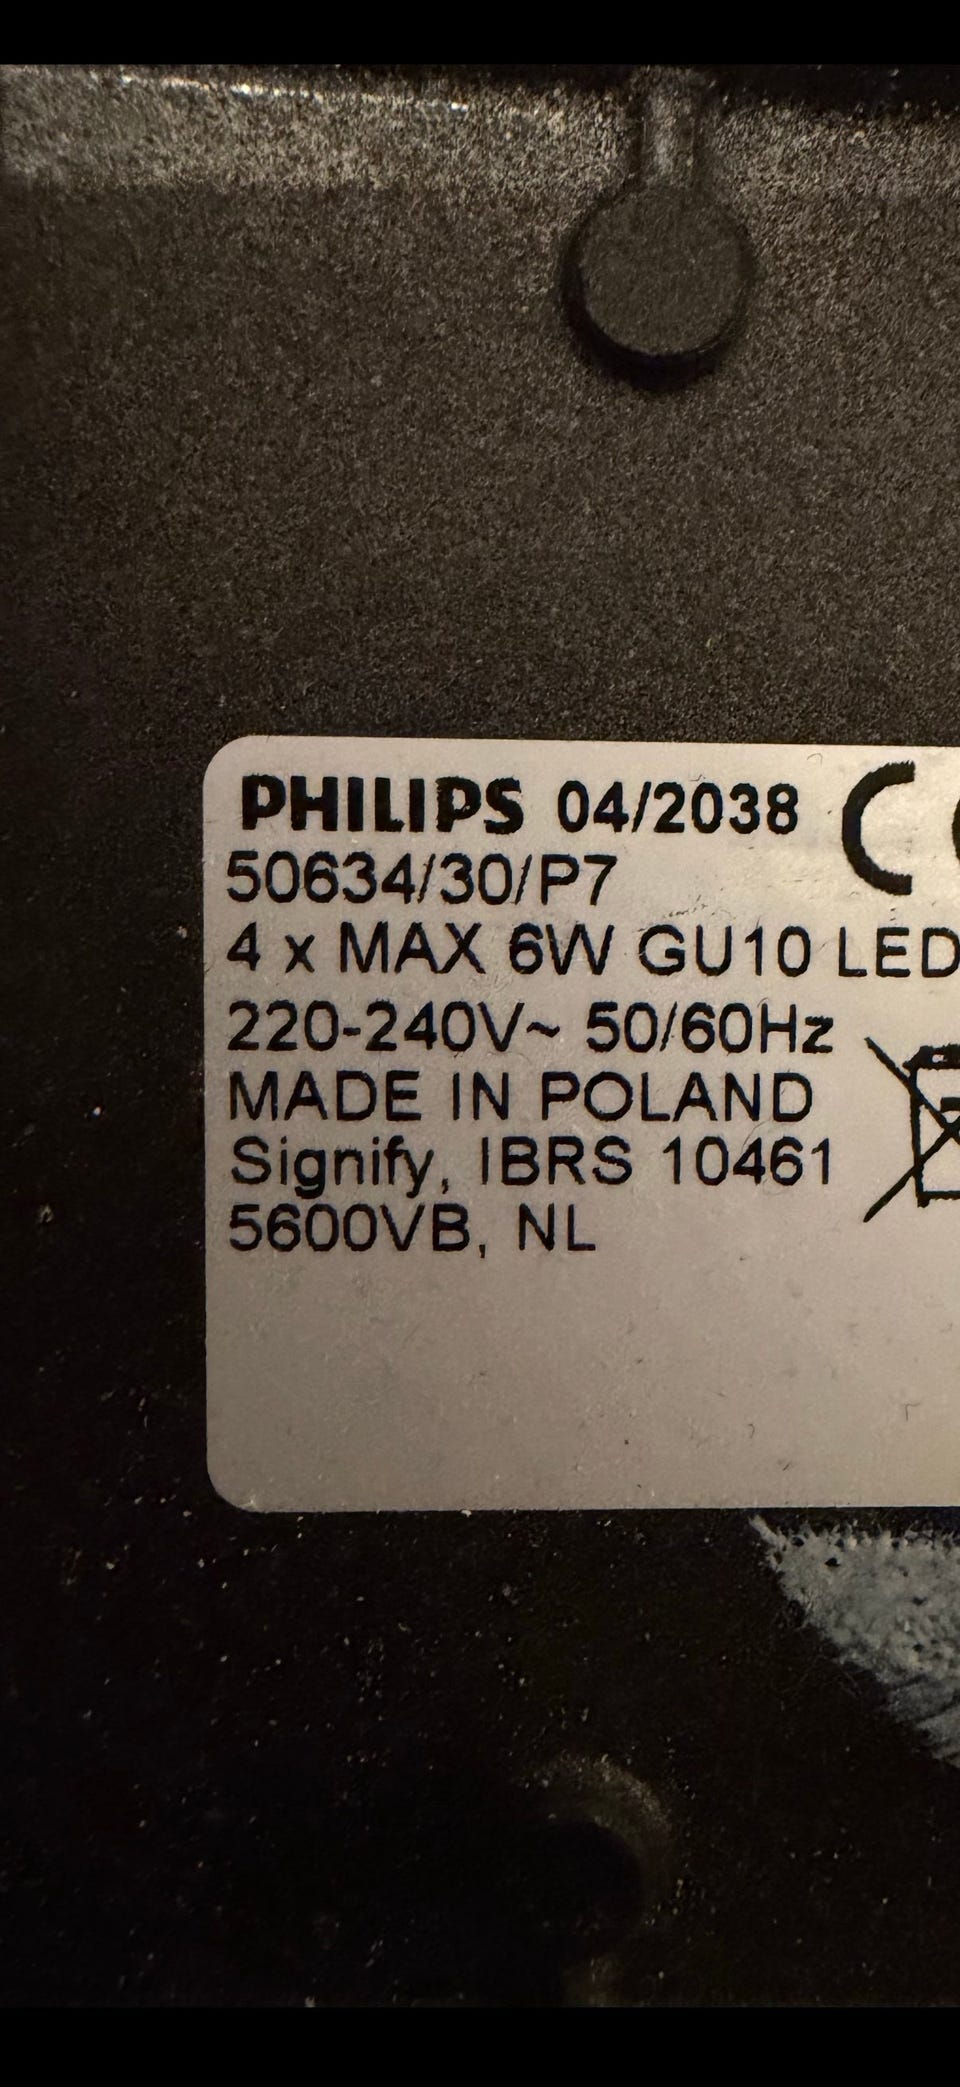 PHILIPS 04/2038
50634/30/P7
4 x MAX 6W GU10 LED
220-240V~ 50/60Hz
MADE IN POLAND
Signify, IBRS 10461
5600VB, NL